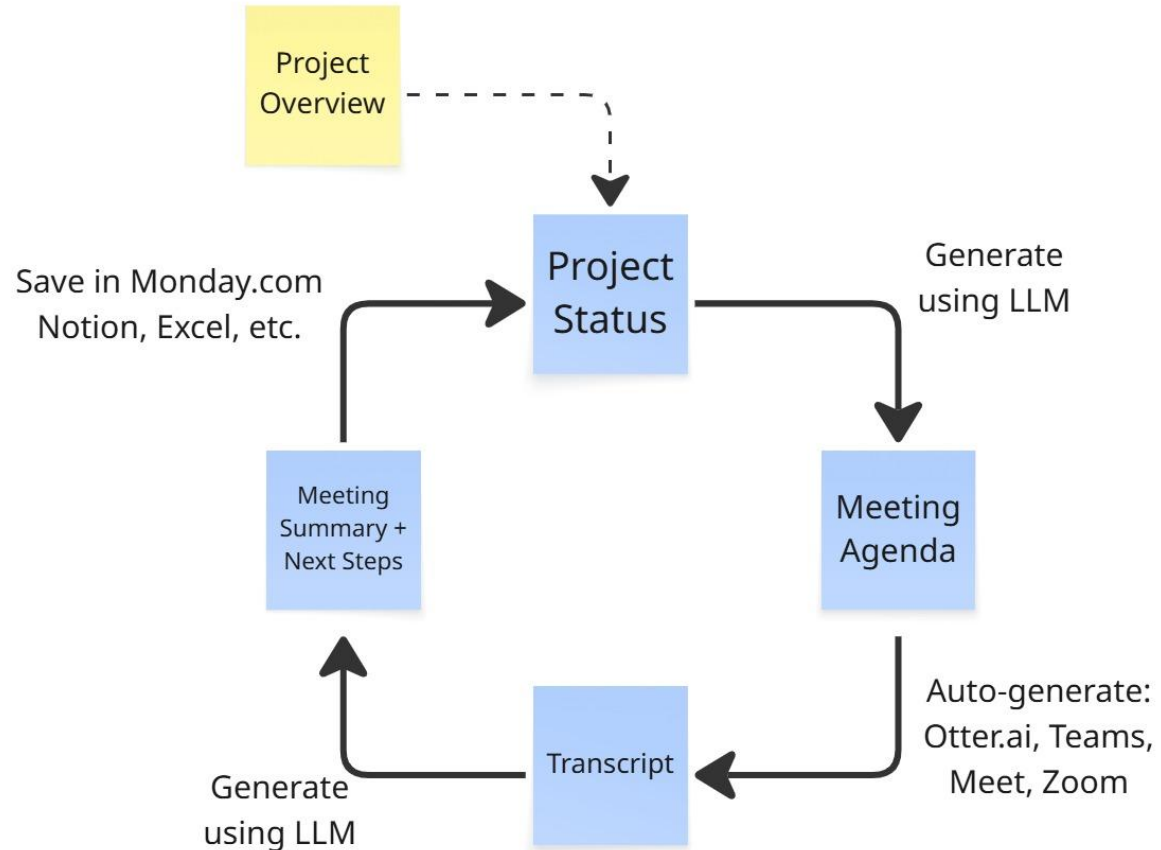 Project
Overview
Project
Status
Generate
using LLM
Save in Monday.com
Notion, Excel, etc.
Meeting
Summary +
Next Steps
Meeting
Agenda
Auto-generate:
Otter.ai, Teams,
Meet, Zoom
Transcript
Generate
using LLM